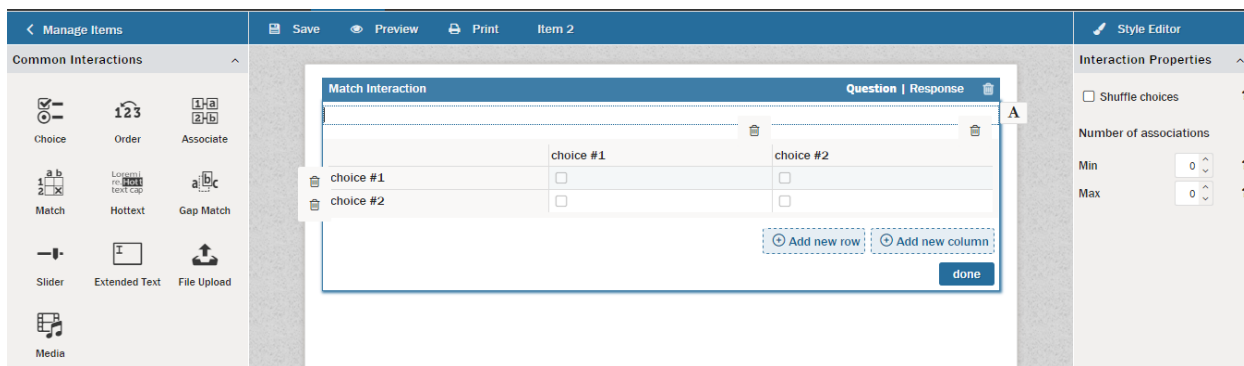 Manage Items
Save Preview Print Item 2
Style Editor
Common Interactions
Choice Order Associate
Match Hottext Gap Match
Slider Extended Text File Upload
Media
Match Interaction Question | Response
A
choice #1 choice #2
choice #1
choice #2
Add new row Add new column
done
Interaction Properties
Shuffle choices
Number of associations
Min 0
Max 0